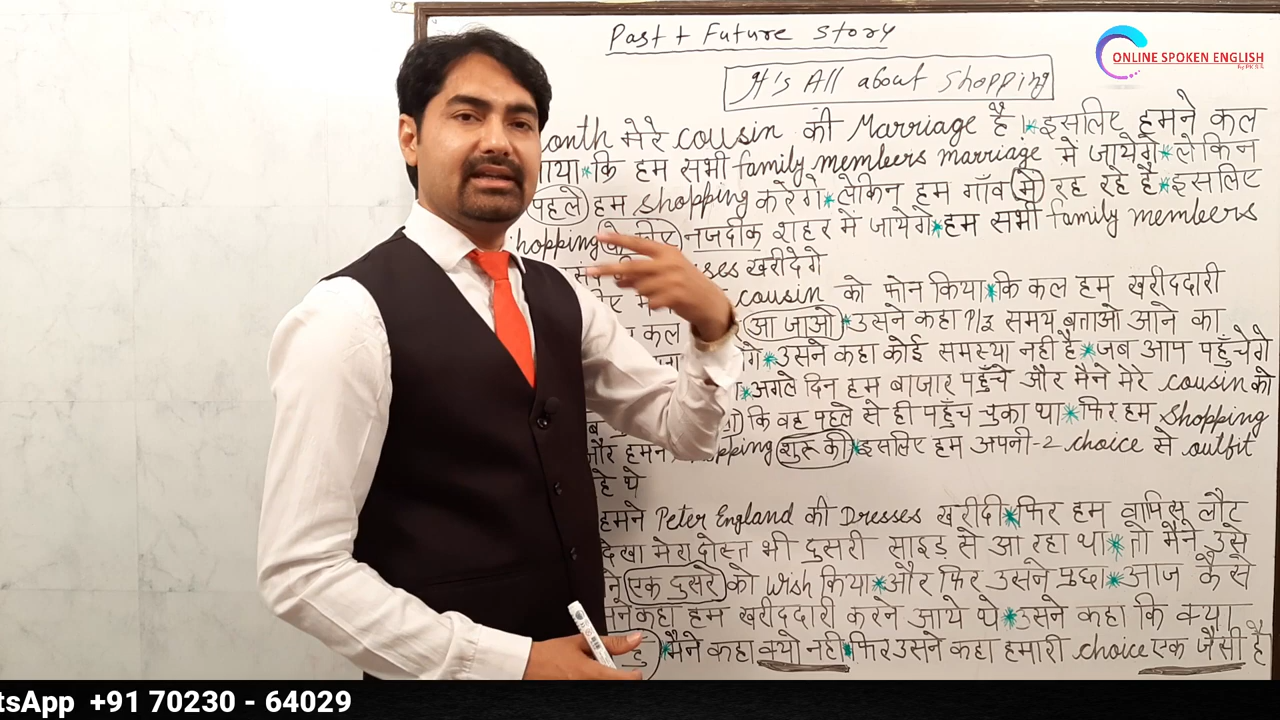 Past + Future Story
It's All about Shopping
ONLINE SPOKEN ENGLISH
onth मेरे cousin की Marriage है।*इसलिए हमने कल
*कि हम सभी family members marriage में जायेंगे*लेकिन
पहले हम shopping करेंगे*लेकिन हम गाँव में रह रहे है*इसलिए
hopping के लिए नजदीक शहर में जायेगे*हम सभी family members
sses खरीदेगे
cousin को फोन किया*कि कल हम खरीददारी
कल आ जाओ*उसने कहा Plz समय बताओ आने का
गे*उसने कहा कोई समस्या नही है*जब आप पहुँचेगे
*अगले दिन हम बाजार पहुँचे और मैने मेरे cousin को
कि वह पहले से ही पहुँच चुका था*फिर हम shopping
और हमने pping शुरू की*इसलिए हम अपनी-2 choice से outfit
हे थे
हमने Peter England की Dresses खरीदी*फिर हम वापिस लौट
देखा मेरा दोस्त भी दुसरी साइड से आ रहा था*तो मैने उसे
ने एक दुसरे को wish किया*और फिर उसने पुछा*आज कैसे
कहा हम खरीददारी करने आये थे*उसने कहा कि क्या
है*मैने कहा क्यो नही*फिर उसने कहा हमारी choice एक जैसी है
tsApp +91 70230 - 64029